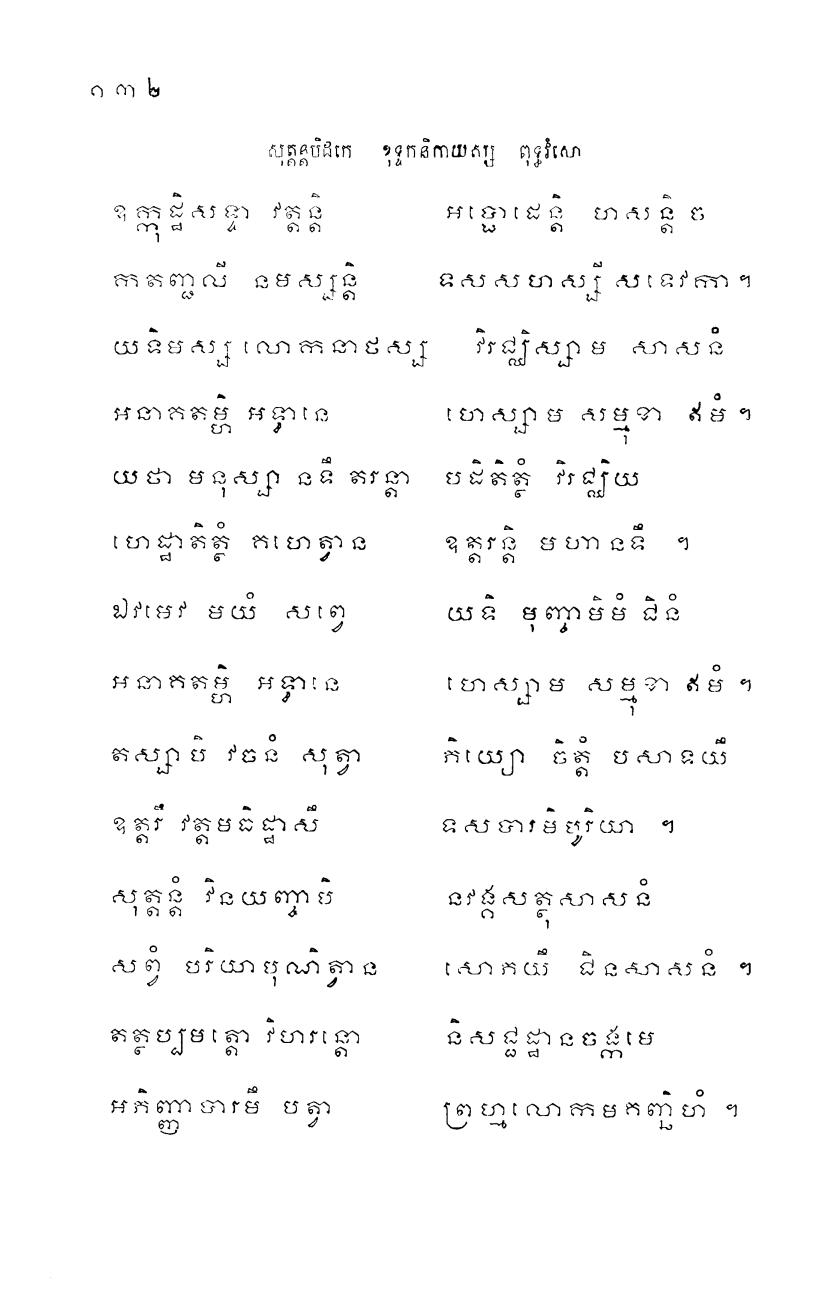 ១៣២
សុត្តន្តបិដកេ ខុទ្ទកនិកាយស្ស ពុទ្ធវំសោ
ឧក្កុដ្ឋិសទ្ទា វត្តន្តិ អប្ផោដេន្តិ ហសន្តិ ច
កតញ្ជលី នមស្សន្តិ ទសសហស្សី សទេវកា ។
យទិមស្ស លោកនាថស្ស វិរជ្ឈិស្សាម សាសនំ
អនាគតម្ហិ អទ្ធានេ ហេស្សាម សម្មុខា ឥមំ ។
យថា មនុស្សា នទឹ តរន្តា បដិតិត្ថំ វិរជ្ឈិយ
ហេដ្ឋាតិត្ថំ គហេត្វាន ឧត្តរន្តិ មហានទឹ ។
ឯវមេវ មយំ សព្វេ យទិ មុញ្ចាមិមំ ជិនំ
អនាគតម្ហិ អទ្ធានេ ហេស្សាម សម្មុខា ឥមំ ។
តស្សាបិ វចនំ សុត្វា ភិយ្យោ ចិត្តំ បសាទយឹ
ឧត្តរឹ វត្តមធិដ្ឋាសឹ ទសបារមិបូរិយា ។
សុត្តន្តំ វិនយញ្ចាបិ នវង្គសត្ថុសាសនំ
សព្វំ បរិយាបុណិត្វាន សោភយឹ ជិនសាសនំ ។
តត្ថប្បមត្តោ វិហរន្តោ និសជ្ជដ្ឋានចង្កមេ
អភិញ្ញាបារមឹ បត្វា ព្រហ្មលោកមគញ្ឆិហំ ។